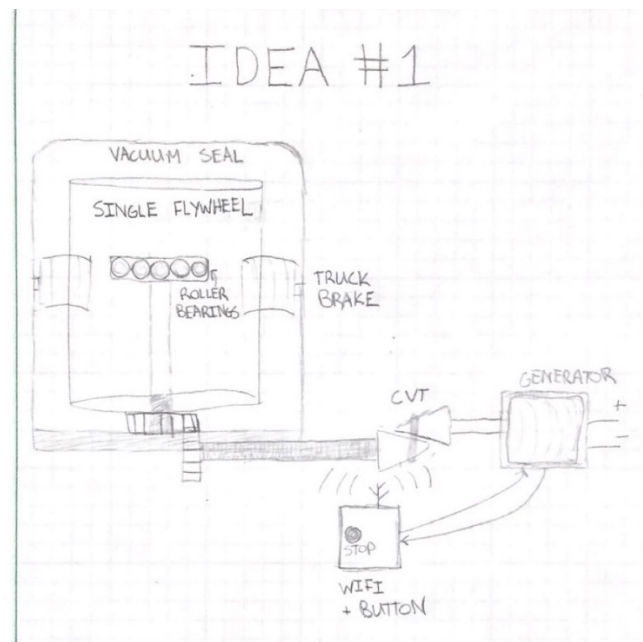 IDEA #1
VACUUM SEAL
SINGLE FLYWHEEL
ROLLER
BEARINGS
TRUCK
BRAKE
GENERATOR
CVT
+
-
STOP
WIFI
+ BUTTON